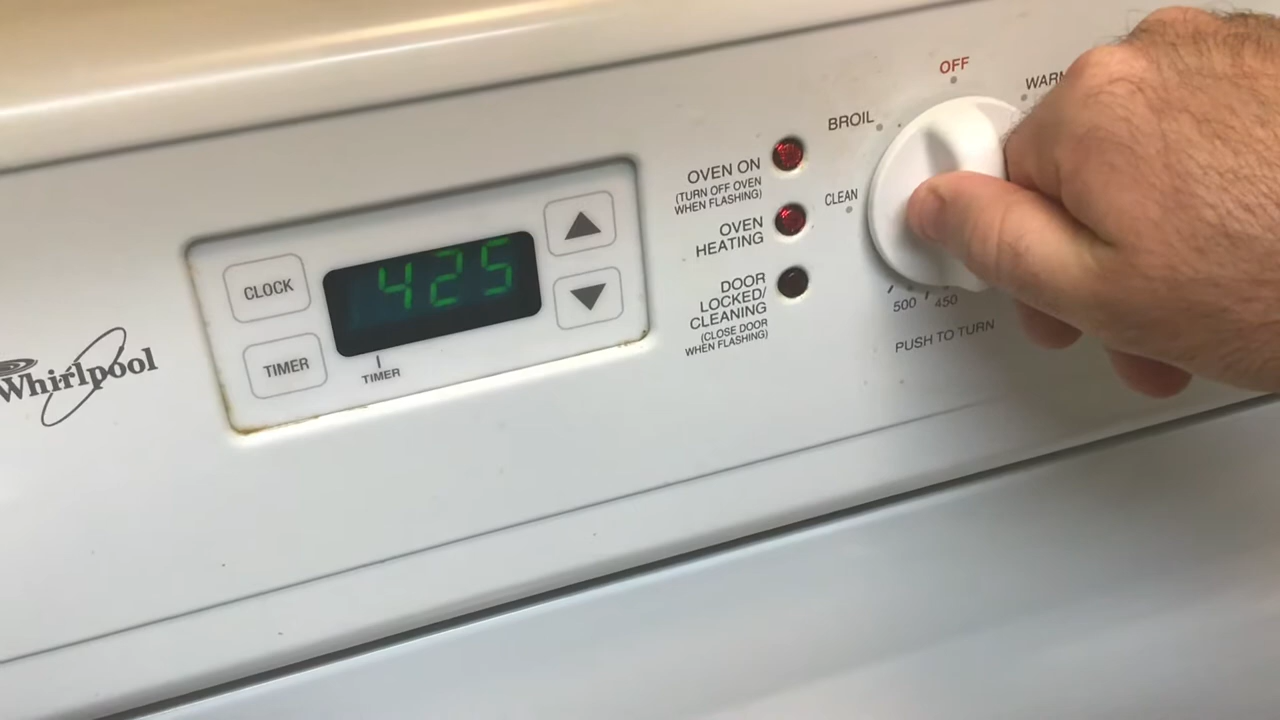 Whirlpool
CLOCK
TIMER
425
TIMER
OVEN ON
(TURN OFF OVEN
WHEN FLASHING)
OVEN
HEATING
DOOR
LOCKED/
CLEANING
(CLOSE DOOR
WHEN FLASHING)
OFF
WARM
BROIL
CLEAN
500
450
PUSH TO TURN